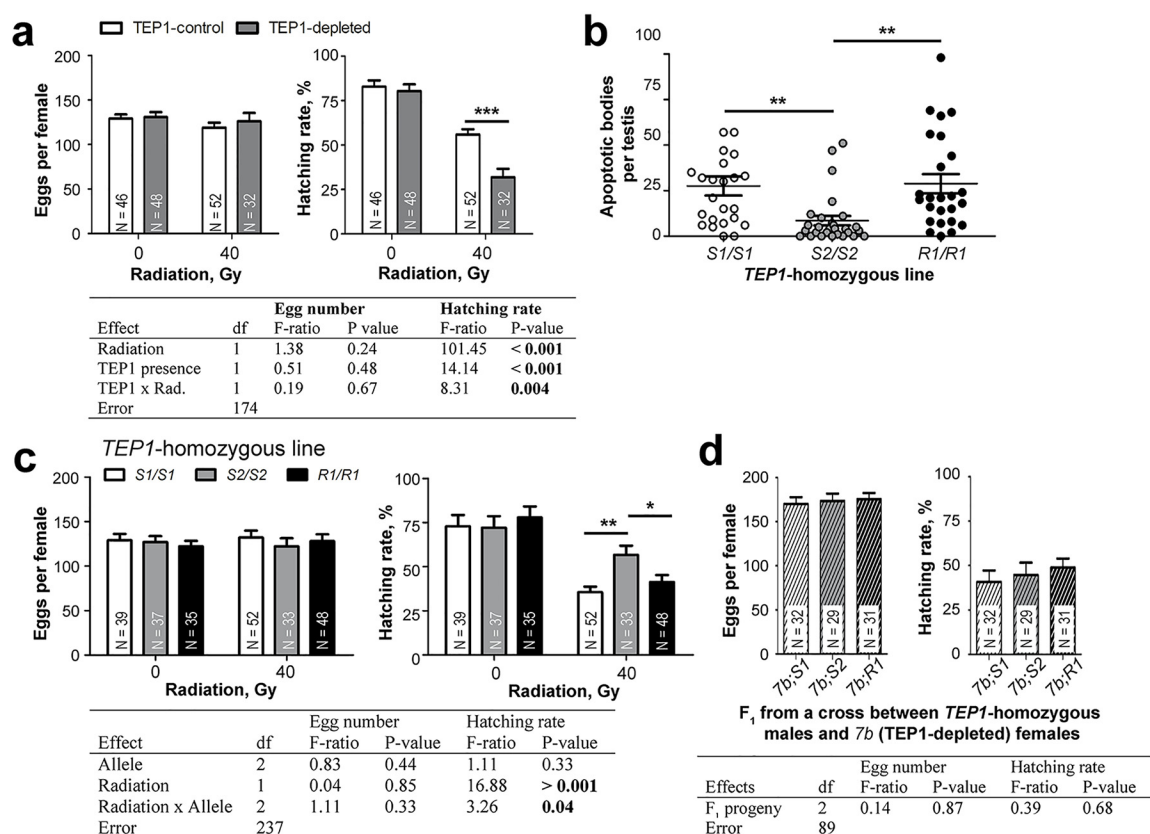 a
TEP1-control TEP1-depleted
200
150
100
50
0
Eggs per female
N = 46
N = 48
N = 52
N = 32
0 40
Radiation, Gy
100
75
50
25
0
Hatching rate, %
***
N = 46
N = 48
N = 52
N = 32
0 40
Radiation, Gy
Egg number Hatching rate
Effect df F-ratio P value F-ratio P-value
Radiation 1 1.38 0.24 101.45 < 0.001
TEP1 presence 1 0.51 0.48 14.14 < 0.001
TEP1 x Rad. 1 0.19 0.67 8.31 0.004
Error 174
b
100
75
50
25
0
Apoptotic bodies
per testis
**
**
S1/S1 S2/S2 R1/R1
TEP1-homozygous line
c
TEP1-homozygous line
S1/S1 S2/S2 R1/R1
200
150
100
50
0
Eggs per female
N = 39
N = 37
N = 35
N = 52
N = 33
N = 48
0 40
Radiation, Gy
100
75
50
25
0
Hatching rate, %
** *
N = 39
N = 37
N = 35
N = 52
N = 33
N = 48
0 40
Radiation, Gy
Egg number Hatching rate
Effect df F-ratio P-value F-ratio P-value
Allele 2 0.83 0.44 1.11 0.33
Radiation 1 0.04 0.85 16.88 > 0.001
Radiation x Allele 2 1.11 0.33 3.26 0.04
Error 237
d
200
150
100
50
0
Eggs per female
N = 32
N = 29
N = 31
7b;S1 7b;S2 7b;R1
100
75
50
25
0
Hatching rate, %
N = 32
N = 29
N = 31
7b;S1 7b;S2 7b;R1
F1 from a cross between TEP1-homozygous
males and 7b (TEP1-depleted) females
Egg number Hatching rate
Effects df F-ratio P-value F-ratio P-value
F1 progeny 2 0.14 0.87 0.39 0.68
Error 89